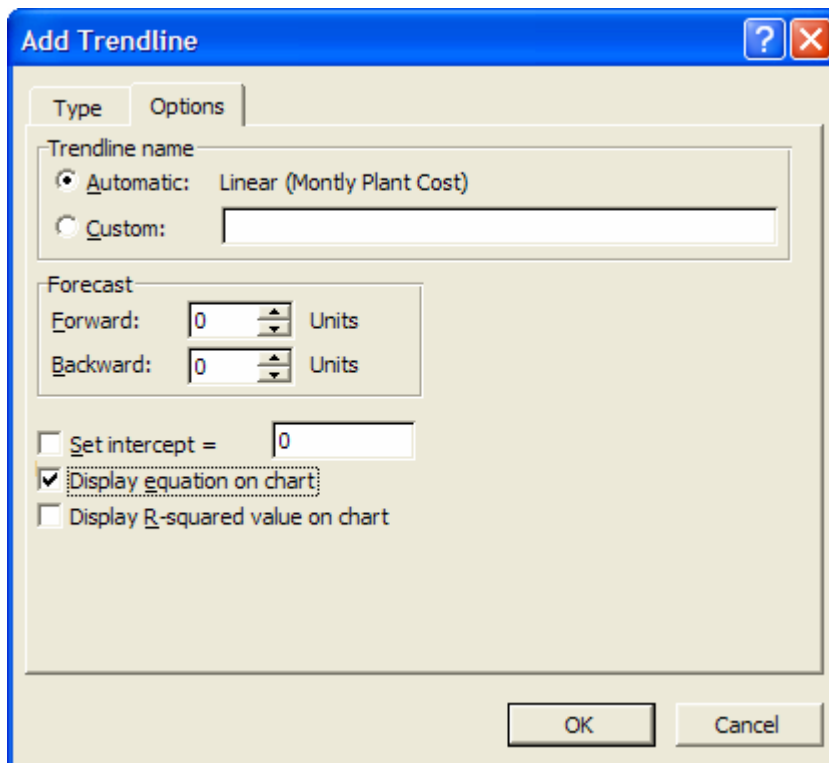 Add Trendline
?
Type Options
Trendline name
Automatic: Linear (Montly Plant Cost)
Custom:
Forecast
Forward: 0 Units
Backward: 0 Units
Set intercept = 0
Display equation on chart
Display R-squared value on chart
OK Cancel